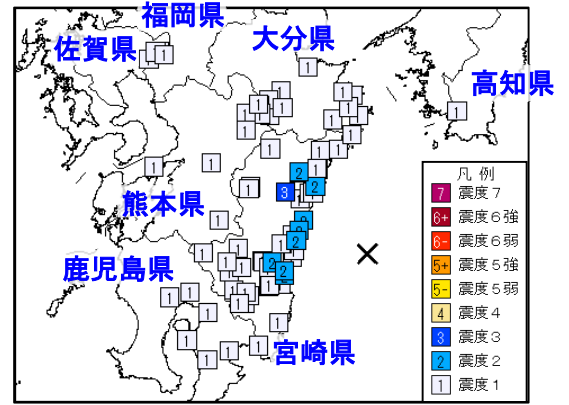 福岡県
佐賀県
大分県
高知県
熊本県
鹿児島県
宮崎県
凡例
7 震度7
6+ 震度6強
6- 震度6弱
5+ 震度5強
5- 震度5弱
4 震度4
3 震度3
2 震度2
1 震度1